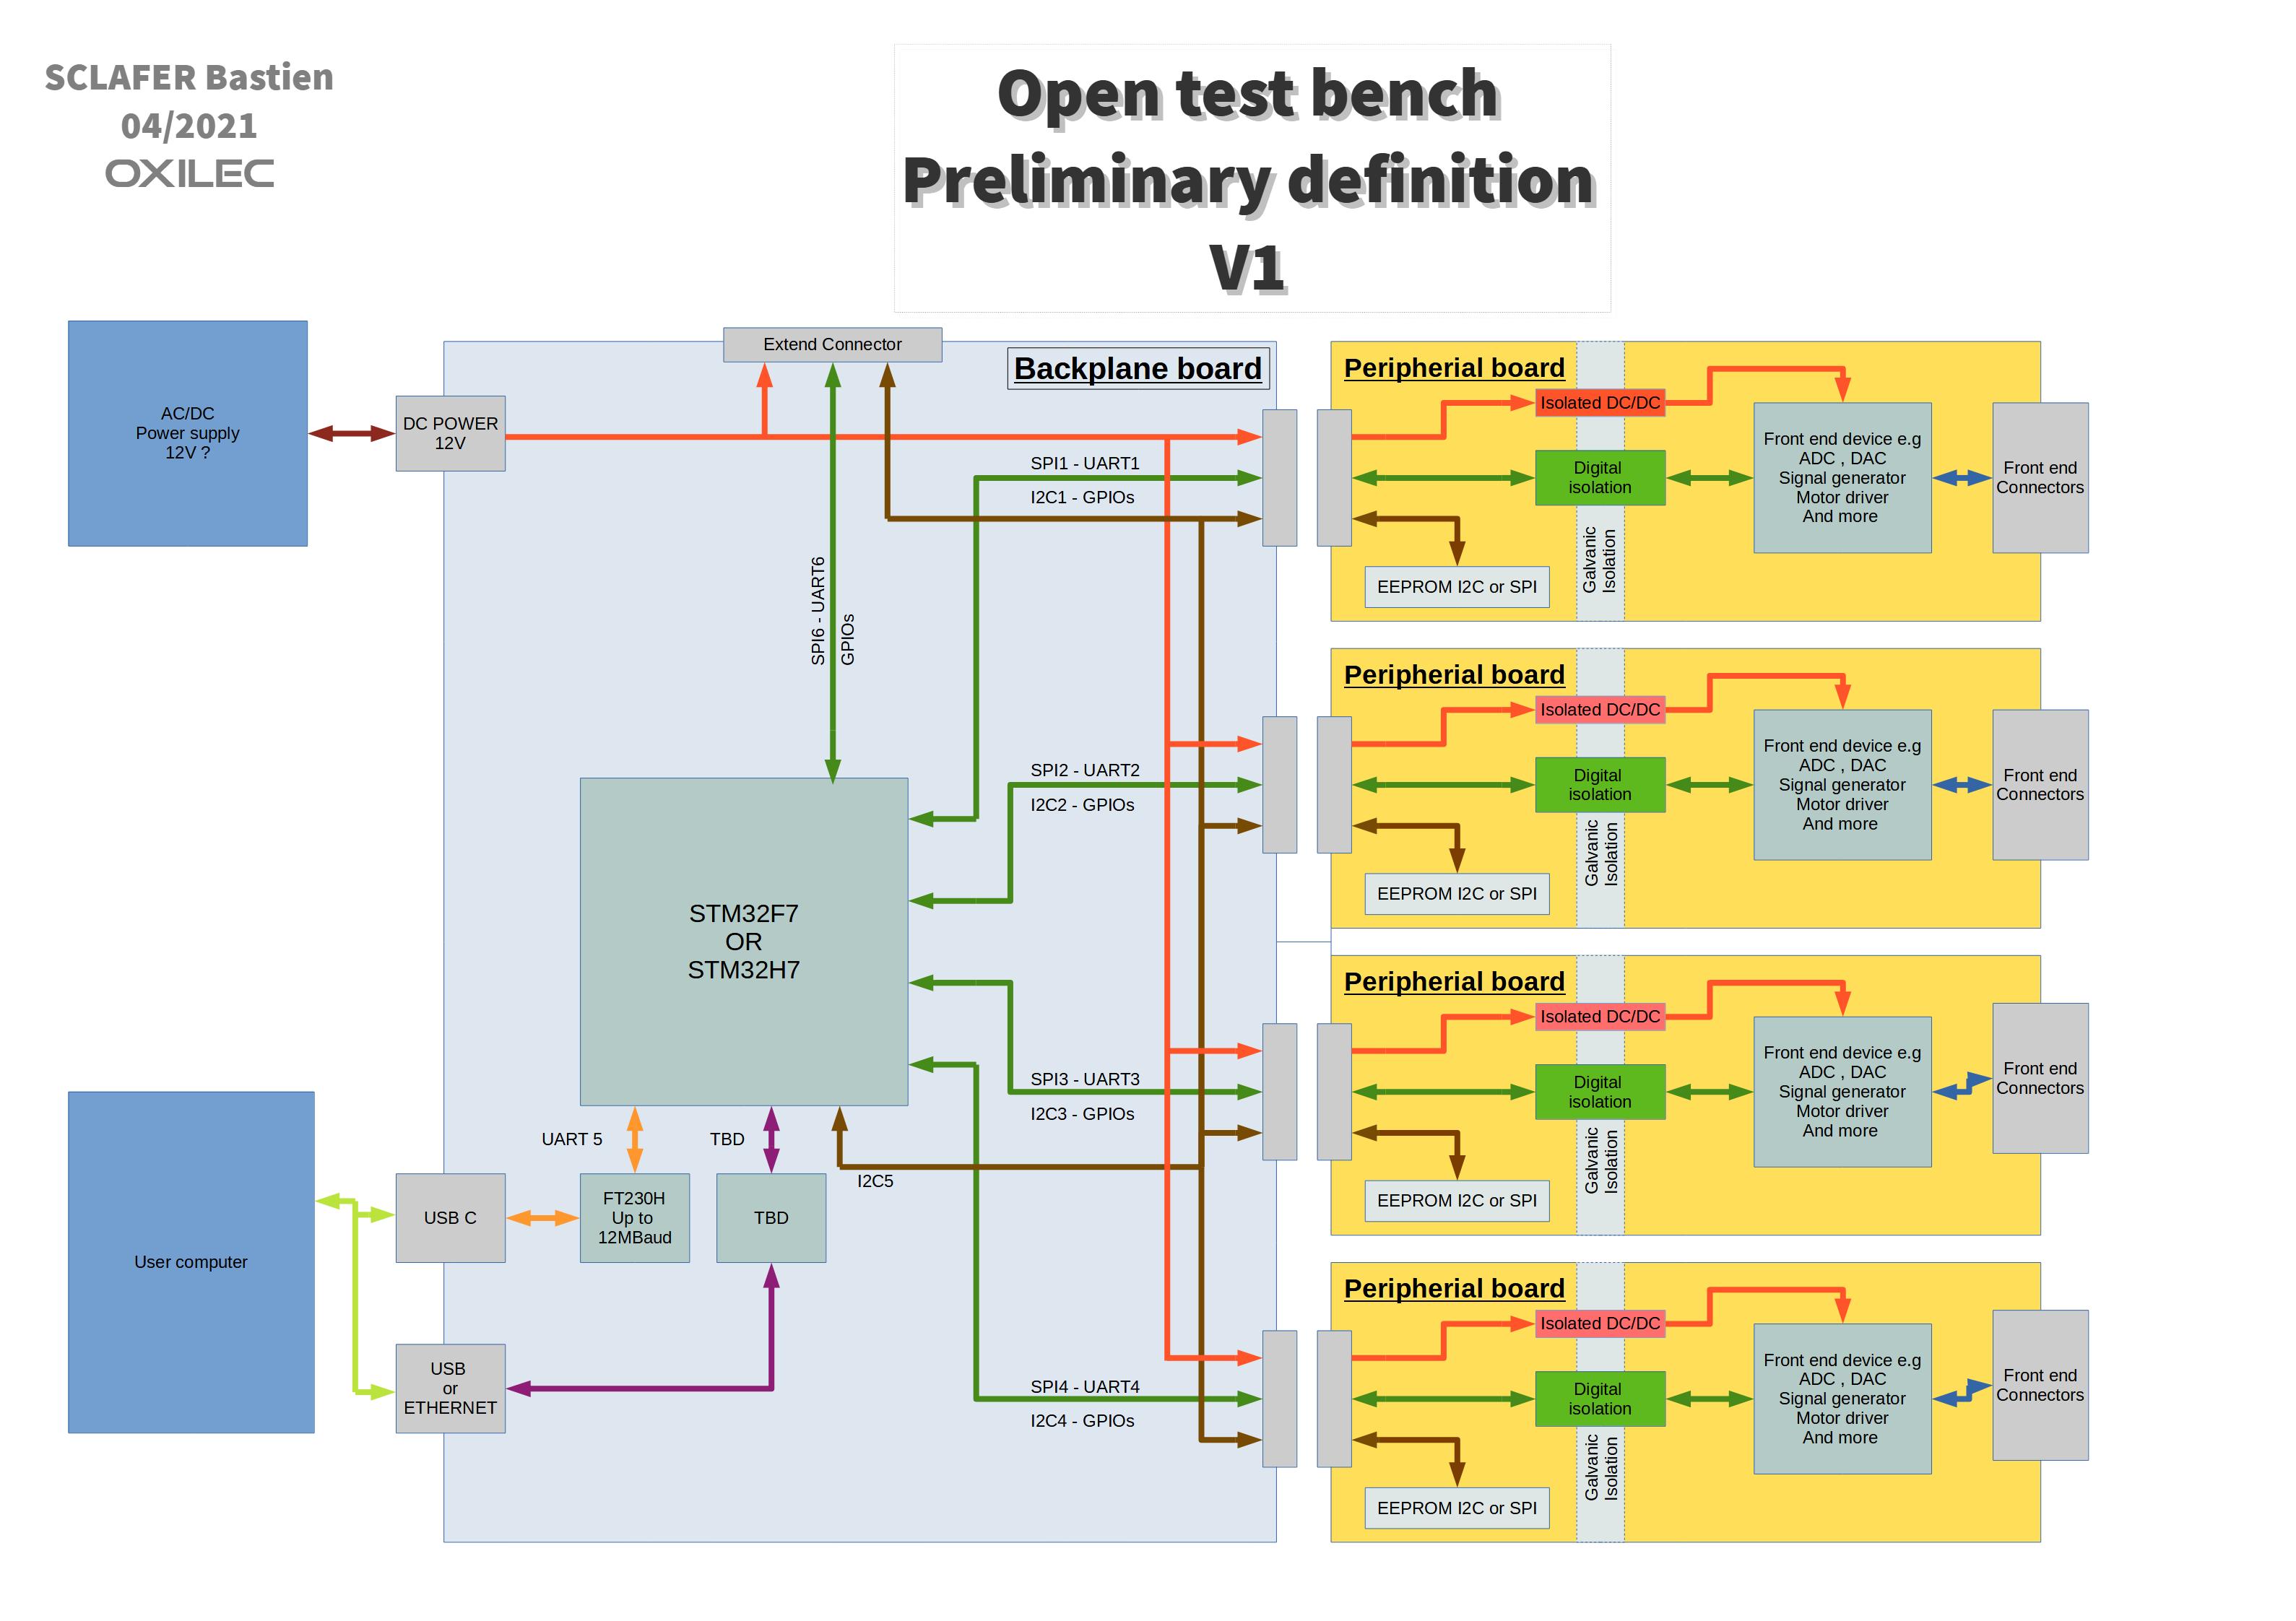 SCLAFER Bastien
04/2021
OXILEC
Open test bench
Preliminary definition
V1
AC/DC
Power supply
12V ?
DC POWER
12V
Extend Connector
Backplane board
SPI1 - UART1
I2C1 - GPIOs
SPI6 - UART6
GPIOs
SPI2 - UART2
I2C2 - GPIOs
STM32F7
OR
STM32H7
SPI3 - UART3
I2C3 - GPIOs
UART 5
TBD
I2C5
User computer
USB C
FT230H
Up to
12MBaud
TBD
USB
or
ETHERNET
SPI4 - UART4
I2C4 - GPIOs
Peripherial board
Isolated DC/DC
Digital
isolation
Galvanic
Isolation
EEPROM I2C or SPI
Front end device e.g
ADC , DAC
Signal generator
Motor driver
And more
Front end
Connectors
Peripherial board
Isolated DC/DC
Digital
isolation
Galvanic
Isolation
EEPROM I2C or SPI
Front end device e.g
ADC , DAC
Signal generator
Motor driver
And more
Front end
Connectors
Peripherial board
Isolated DC/DC
Digital
isolation
Galvanic
Isolation
EEPROM I2C or SPI
Front end device e.g
ADC , DAC
Signal generator
Motor driver
And more
Front end
Connectors
Peripherial board
Isolated DC/DC
Digital
isolation
Galvanic
Isolation
EEPROM I2C or SPI
Front end device e.g
ADC , DAC
Signal generator
Motor driver
And more
Front end
Connectors